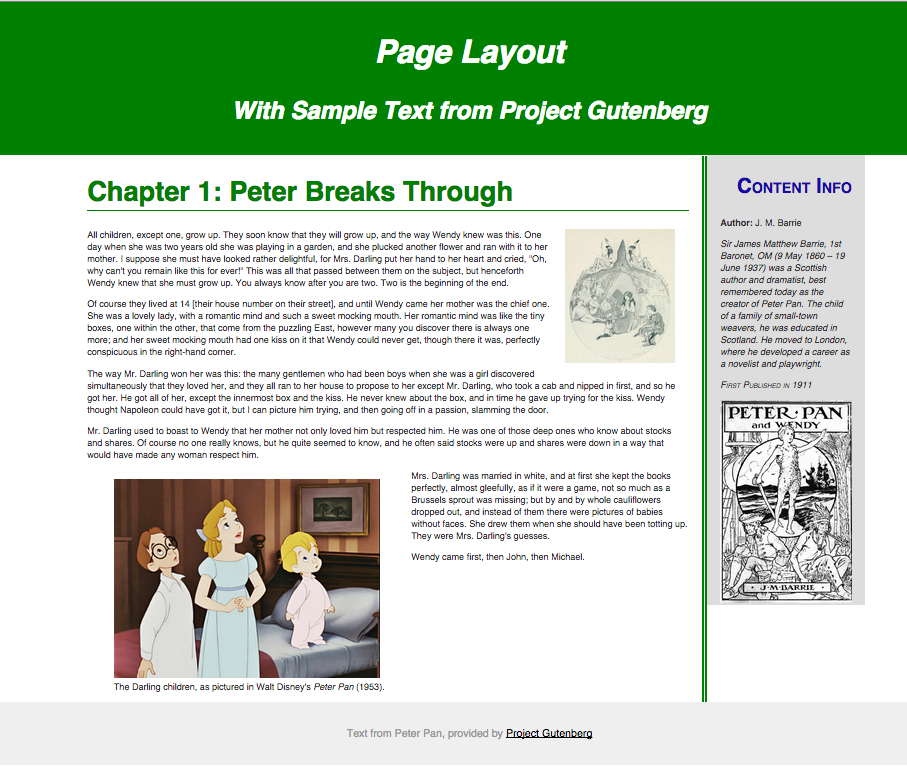 Page Layout
With Sample Text from Project Gutenberg
Chapter 1: Peter Breaks Through
All children, except one, grow up. They soon know that they will grow up, and the way Wendy knew was this. One
day when she was two years old she was playing in a garden, and she plucked another flower and ran with it to her
mother. I suppose she must have looked rather delightful, for Mrs. Darling put her hand to her heart and cried, "Oh,
why can't you remain like this for ever!" This was all that passed between them on the subject, but henceforth
Wendy knew that she must grow up. You always know after you are two. Two is the beginning of the end.
Of course they lived at 14 [their house number on their street], and until Wendy came her mother was the chief one.
She was a lovely lady, with a romantic mind and such a sweet mocking mouth. Her romantic mind was like the tiny
boxes, one within the other, that come from the puzzling East, however many you discover there is always one
more; and her sweet mocking mouth had one kiss on it that Wendy could never get, though there it was, perfectly
conspicuous in the right-hand corner.
The way Mr. Darling won her was this: the many gentlemen who had been boys when she was a girl discovered
simultaneously that they loved her, and they all ran to her house to propose to her except Mr. Darling, who took a cab and nipped in first, and so he
got her. He got all of her, except the innermost box and the kiss. He never knew about the box, and in time he gave up trying for the kiss. Wendy
thought Napoleon could have got it, but I can picture him trying, and then going off in a passion, slamming the door.
Mr. Darling used to boast to Wendy that her mother not only loved him but respected him. He was one of those deep ones who know about stocks
and shares. Of course no one really knows, but he quite seemed to know, and he often said stocks were up and shares were down in a way that
would have made any woman respect him.
Mrs. Darling was married in white, and at first she kept the books
perfectly, almost gleefully, as if it were a game, not so much as a
Brussels sprout was missing; but by and by whole cauliflowers
dropped out, and instead of them there were pictures of babies
without faces. She drew them when she should have been totting up.
They were Mrs. Darling's guesses.
Wendy came first, then John, then Michael.
The Darling children, as pictured in Walt Disney's Peter Pan (1953).
Content Info
Author: J. M. Barrie
Sir James Matthew Barrie, 1st
Baronet, OM (9 May 1860 – 19
June 1937) was a Scottish
author and dramatist, best
remembered today as the
creator of Peter Pan. The child
of a family of small-town
weavers, he was educated in
Scotland. He moved to London,
where he developed a career as
a novelist and playwright.
First Published in 1911
PETER·PAN
and WENDY
·J·M·BARRIE·
Text from Peter Pan, provided by Project Gutenberg